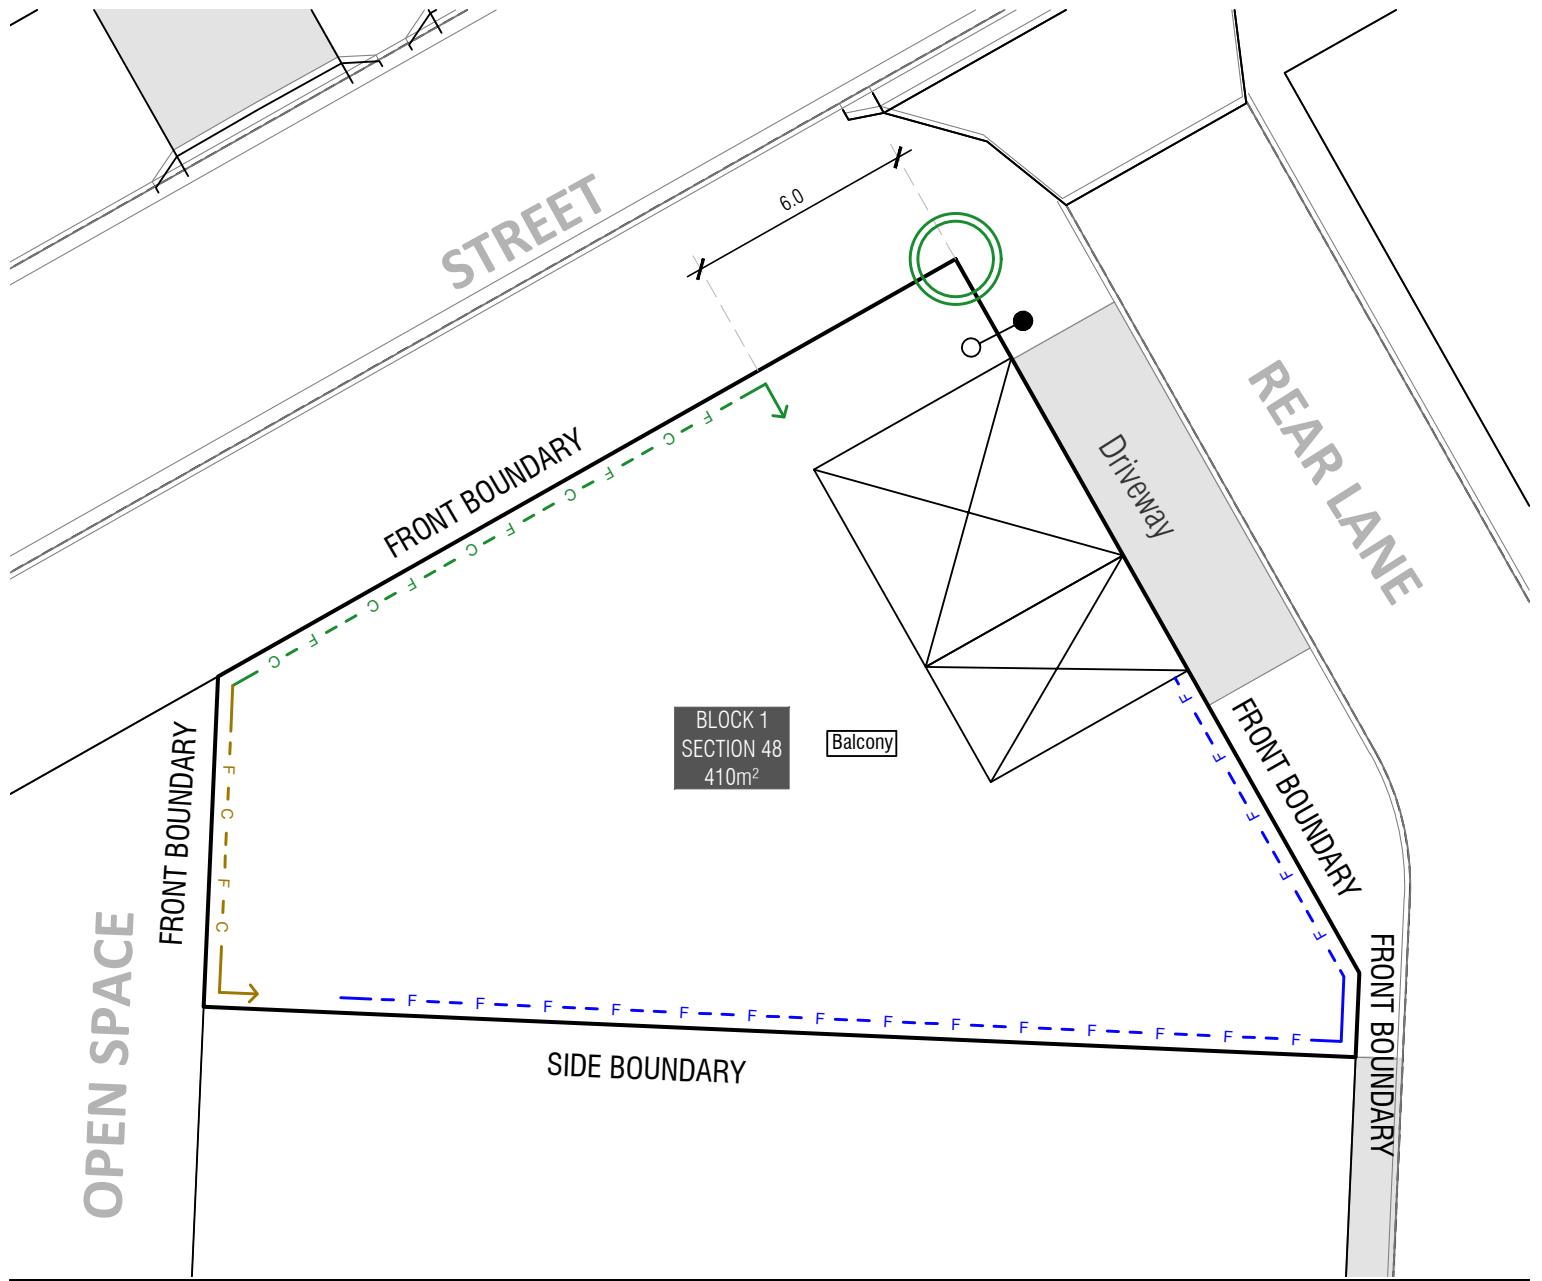 STREET
6.0
FRONT BOUNDARY
F C F C F C F C F C
REAR LANE
Driveway
BLOCK 1
SECTION 48
410m²
Balcony
FRONT BOUNDARY
F C F C
FRONT BOUNDARY
F F F F F
FRONT BOUNDARY
OPEN SPACE
F F F F F F F F F F F F F F
SIDE BOUNDARY